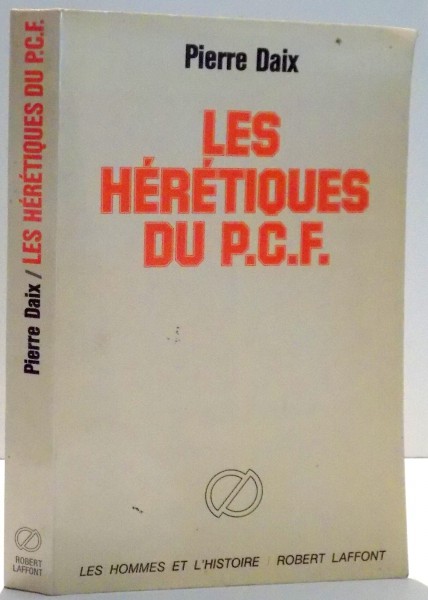 Pierre Daix / LES HÉRÉTIQUES DU P.C.F.
ROBERT
LAFFONT
Pierre Daix
LES
HÉRÉTIQUES
DU P.C.F.
LES HOMMES ET L'HISTOIRE / ROBERT LAFFONT